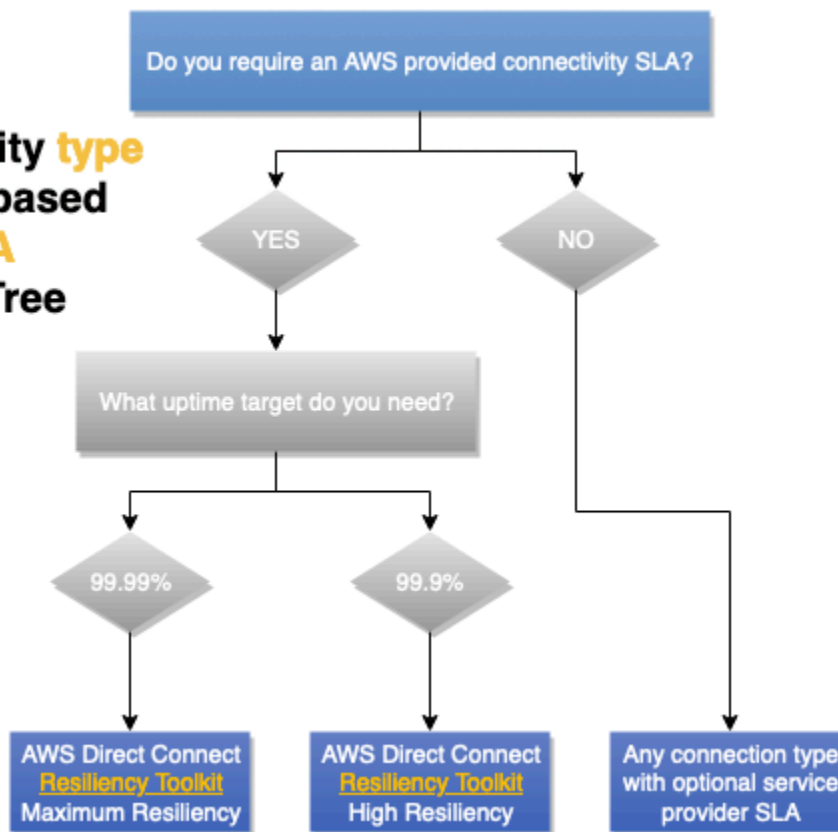 Do you require an AWS provided connectivity SLA?
type
based
Tree
YES
NO
What uptime target do you need?
99.99%
99.9%
AWS Direct Connect
Resiliency Toolkit
Maximum Resiliency
AWS Direct Connect
Resiliency Toolkit
High Resiliency
Any connection type
with optional service
provider SLA